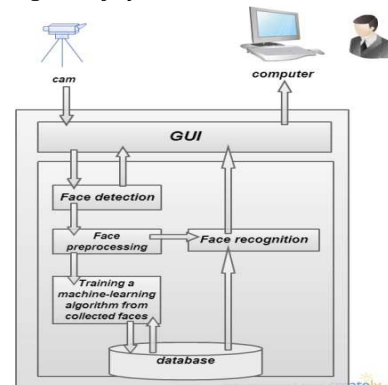 cam
computer
GUI
Face detection
Face
preprocessing
Face recognition
Training a
machine-learning
algorithm from
collected faces
database